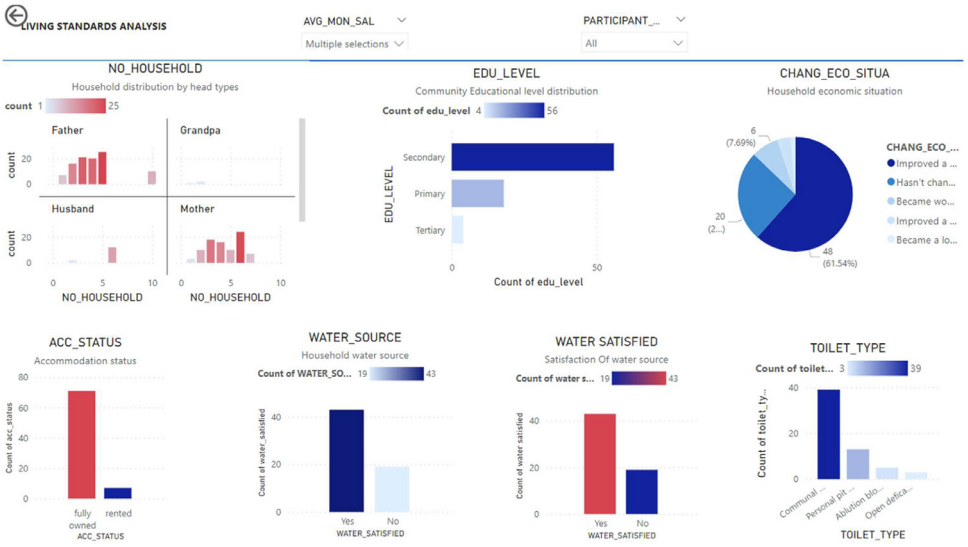 LIVING STANDARDS ANALYSIS
AVG_MON_SAL
Multiple selections
PARTICIPANT_...
All
NO_HOUSEHOLD
Household distribution by head types
count 1 25
Father
Grandpa
count
20
0
Husband
Mother
count
20
0
0 5 10
0 5 10
NO_HOUSEHOLD
NO_HOUSEHOLD
EDU_LEVEL
Community Educational level distribution
Count of edu_level 4 56
EDU_LEVEL
Secondary
Primary
Tertiary
0 50
Count of edu_level
CHANG_ECO_SITUA
Household economic situation
6
(7.69%)
20
(2...)
48
(61.54%)
CHANG_ECO_...
Improved a ...
Hasn't chan...
Became wo...
Improved a ...
Became a lo...
ACC_STATUS
Accommodation status
Count of acc_status
80
60
40
20
0
fully
owned
rented
ACC_STATUS
WATER_SOURCE
Household water source
Count of WATER_SO... 19 43
Count of water_satisfied
40
20
0
Yes No
WATER_SATISFIED
WATER SATISFIED
Satisfaction Of water source
Count of water s... 19 43
Count of water satisfied
40
20
0
Yes No
WATER_SATISFIED
TOILET_TYPE
Count of toilet... 3 39
Count of toilet_ty...
40
20
0
Communal ...
Personal pit ...
Ablution blo...
Open defica...
TOILET_TYPE